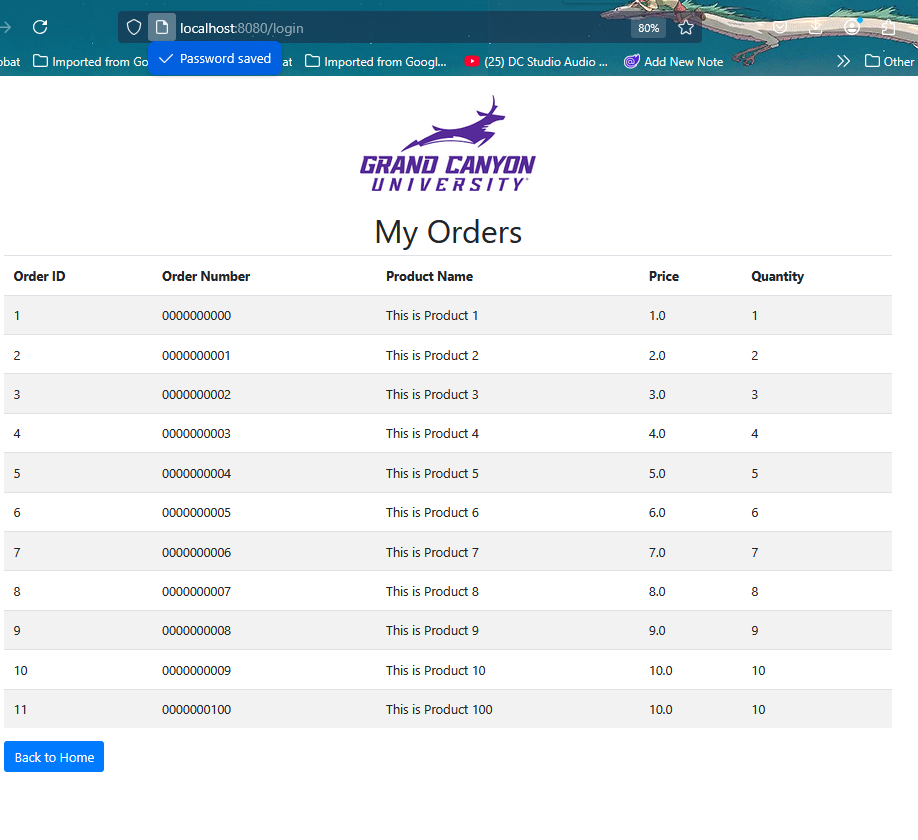 localhost:8080/login
80%
obat
Imported from Go
Password saved
at
Imported from Googl...
(25) DC Studio Audio ...
Add New Note
Other
GRAND CANYON
UNIVERSITY
My Orders
Order ID Order Number Product Name Price Quantity
1 0000000000 This is Product 1 1.0 1
2 0000000001 This is Product 2 2.0 2
3 0000000002 This is Product 3 3.0 3
4 0000000003 This is Product 4 4.0 4
5 0000000004 This is Product 5 5.0 5
6 0000000005 This is Product 6 6.0 6
7 0000000006 This is Product 7 7.0 7
8 0000000007 This is Product 8 8.0 8
9 0000000008 This is Product 9 9.0 9
10 0000000009 This is Product 10 10.0 10
11 0000000100 This is Product 100 10.0 10
Back to Home